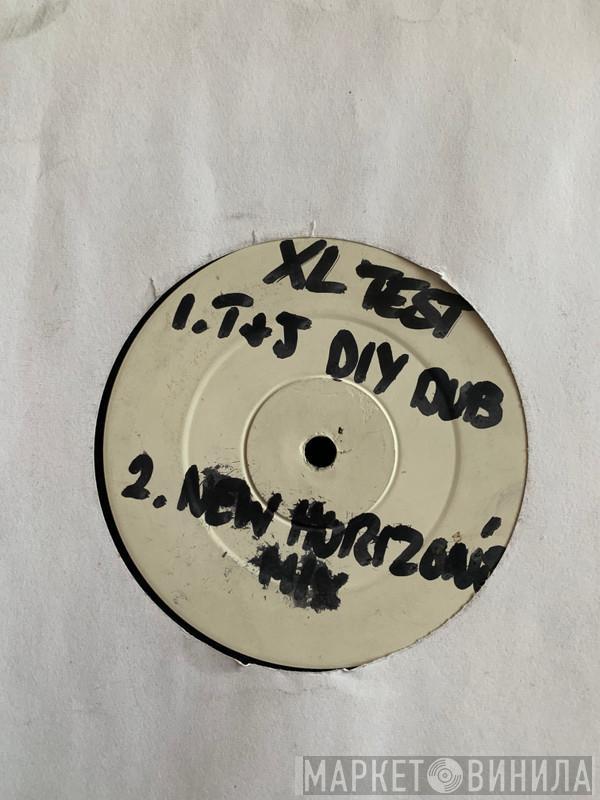 XL TEST
1. T+J DIY DUB
2. NEW HORIZONS
MIX
МАРКЕТ ВИНИЛА